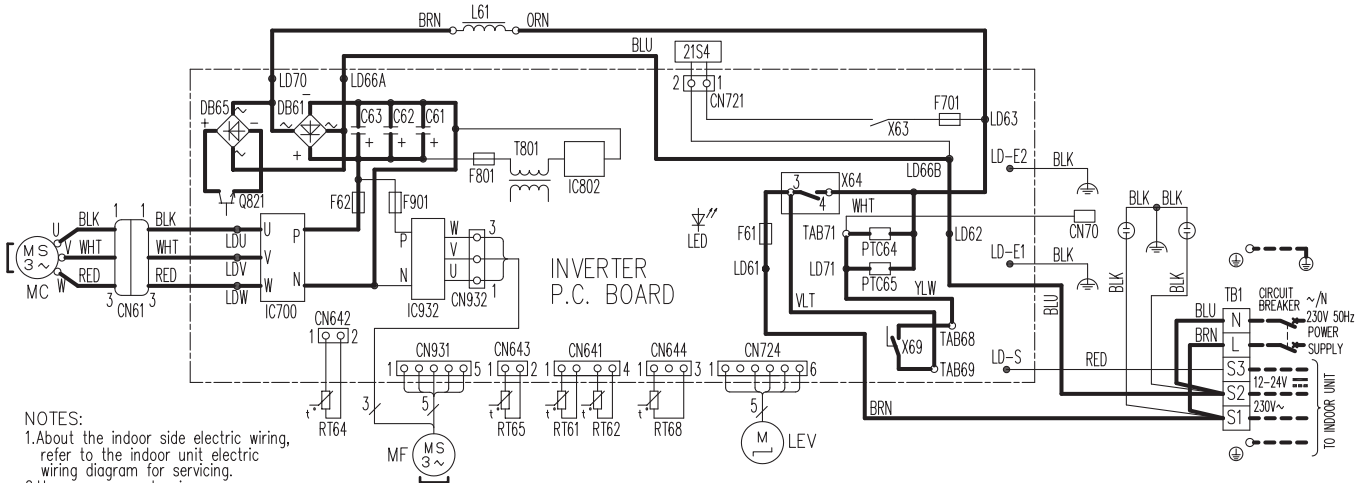 BRN L61 ORN
BLU
21S4
2 1
CN721
LD70 LD66A
DB65 DB61 C63 C62 C61
+ - ~ ~ - + ~ ~
+ + +
F701
X63
LD63
T801
F801
IC802
LD66B
LD-E2 BLK
Q821
F62 F901
3 X64
4
WHT
LED
F61
TAB71
PTC64
LD62
CN70
LD61
LD71
PTC65
LD-E1
BLK
VLT
YLW
BLU
BLK
BLK
1 1
U BLK BLK LDU U P
MS
3~
V WHT WHT LDV V
W RED RED LDW W N
MC
3 3
CN61
IC700
P W 3
V
N U 1
IC932
CN932
INVERTER
P.C. BOARD
X69
TAB68
TAB69
LD-S RED
CN642
1 2
CN931
1 5
CN643
1 2
CN641
1 4
CN644
1 3
CN724
1 6
t° RT64
3
5
t° RT65
t° RT61
t° RT62
t° RT68
5
MF MS
3~
M
LEV
BRN
TB1
CIRCUIT
BREAKER
~/N
230V 50Hz
POWER
SUPPLY
BLU N
BRN L
S3
12-24V
S2
230V~
S1
TO INDOOR UNIT
NOTES:
1.About the indoor side electric wiring,
refer to the indoor unit electric
wiring diagram for servicing.